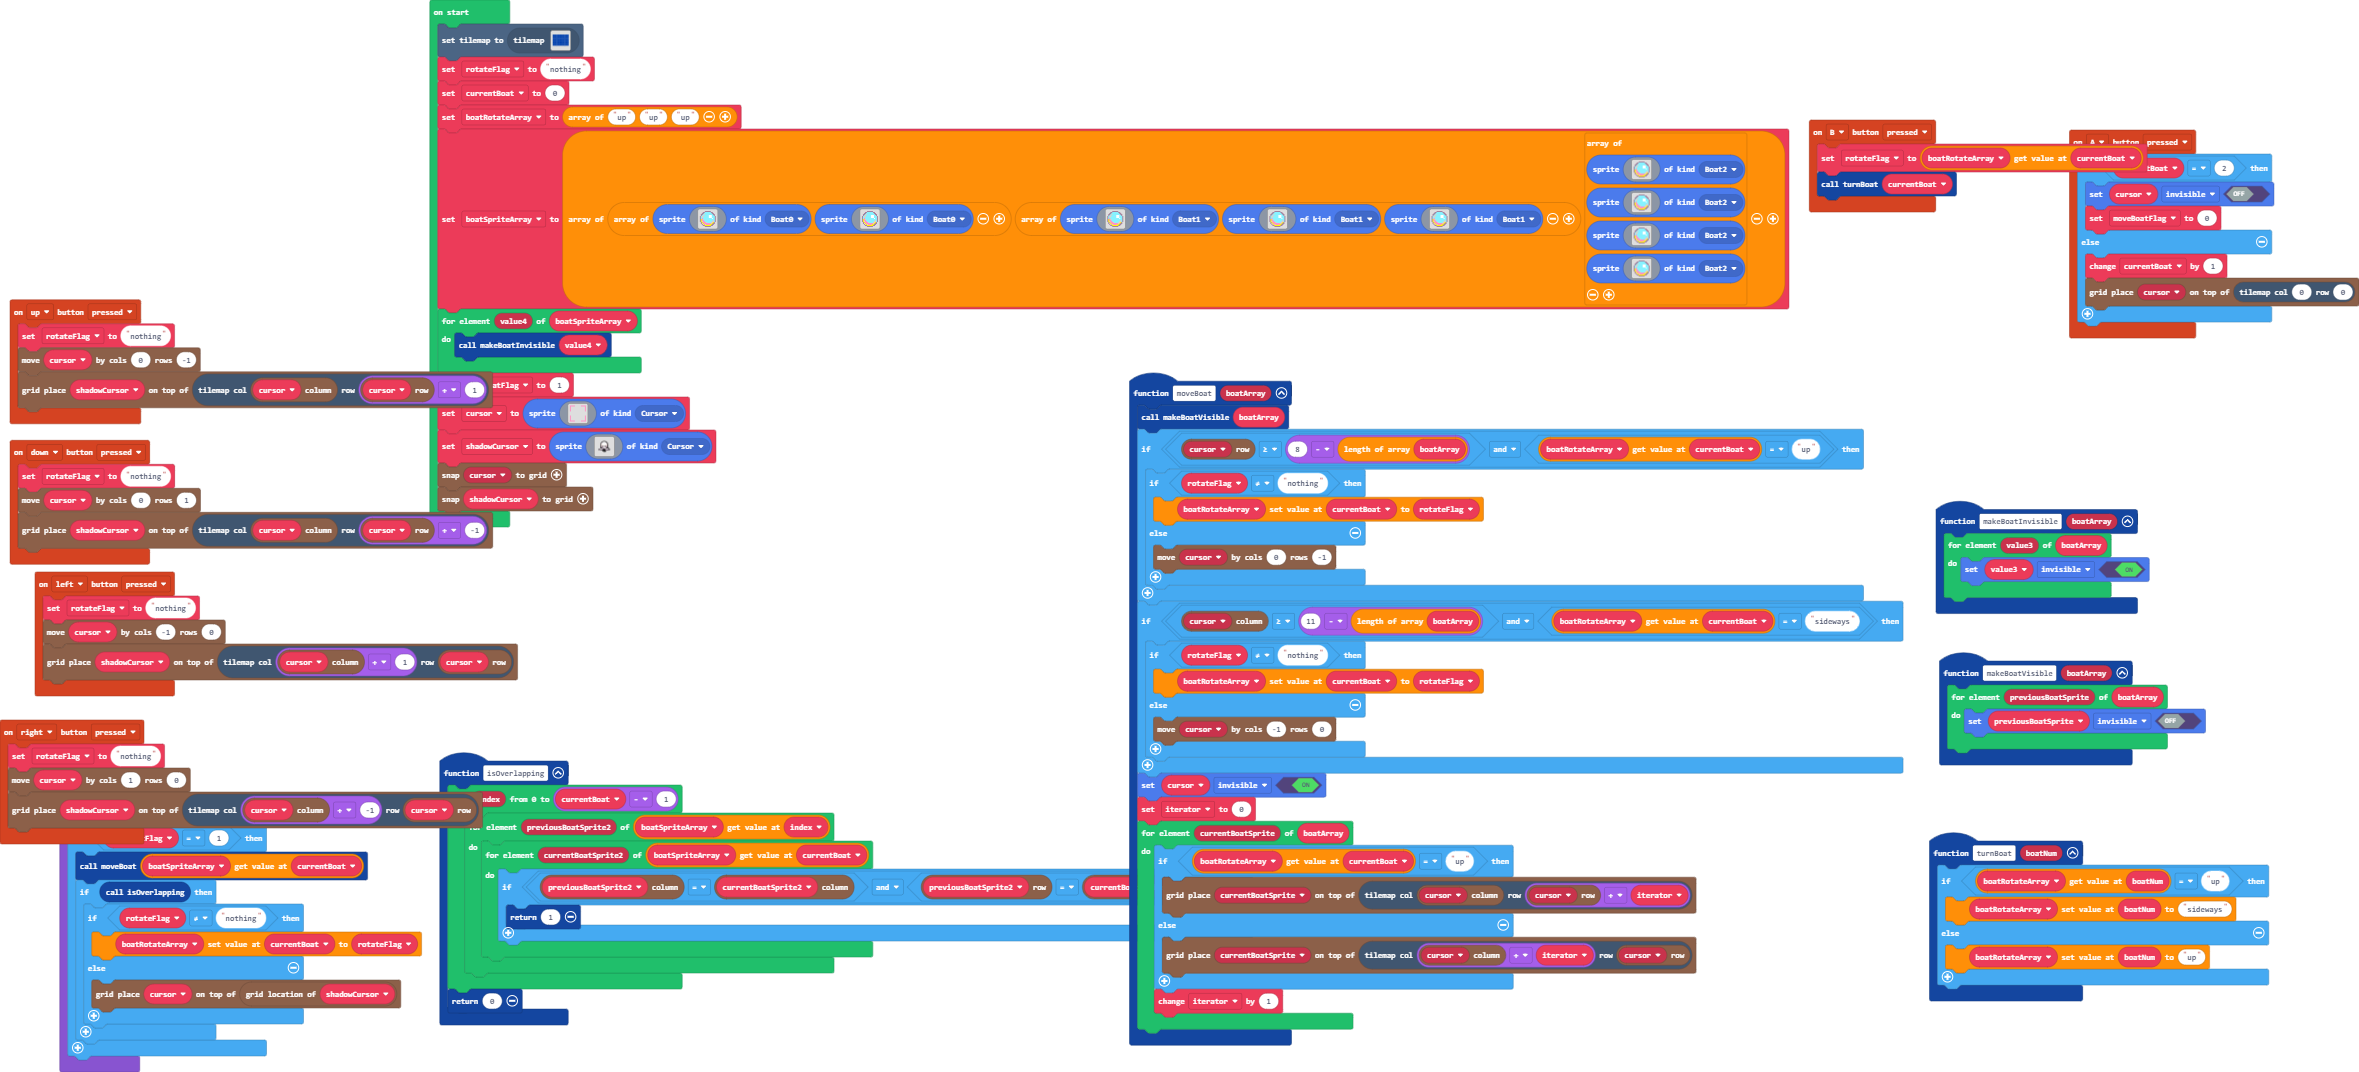 on start
set tilemap to tilemap
set rotateFlag to "nothing"
set currentBoat to 0
set boatRotateArray to array of "up" "up" "up"
set boatSpriteArray to array of array of sprite of kind Boat0 sprite of kind Boat0 array of sprite of kind Boat1 sprite of kind Boat1 sprite of kind Boat1
array of
sprite of kind Boat2
sprite of kind Boat2
sprite of kind Boat2
sprite of kind Boat2
for element value4 of boatSpriteArray
do call makeBoatInvisible value4
atFlag to 1
set cursor to sprite of kind Cursor
set shadowCursor to sprite of kind Cursor
snap cursor to grid
snap shadowCursor to grid
on B button pressed
set rotateFlag to boatRotateArray get value at currentBoat
call turnBoat currentBoat
on A button pressed
tBoat = 2 then
set cursor invisible OFF
set moveBoatFlag to 0
else
change currentBoat by 1
grid place cursor on top of tilemap col 0 row 0
on up button pressed
set rotateFlag to "nothing"
move cursor by cols 0 rows -1
grid place shadowCursor on top of tilemap col cursor column row cursor row + 1
on down button pressed
set rotateFlag to "nothing"
move cursor by cols 0 rows 1
grid place shadowCursor on top of tilemap col cursor column row cursor row + -1
on left button pressed
set rotateFlag to "nothing"
move cursor by cols -1 rows 0
grid place shadowCursor on top of tilemap col cursor column + 1 row cursor row
on right button pressed
set rotateFlag to "nothing"
move cursor by cols 1 rows 0
grid place shadowCursor on top of tilemap col cursor column + -1 row cursor row
Flag = 1 then
call moveBoat boatSpriteArray get value at currentBoat
if call isOverlapping then
if rotateFlag ≠ "nothing" then
boatRotateArray set value at currentBoat to rotateFlag
else
grid place cursor on top of grid location of shadowCursor
function isOverlapping
index from 0 to currentBoat - 1
for element previousBoatSprite2 of boatSpriteArray get value at index
do
for element currentBoatSprite2 of boatSpriteArray get value at currentBoat
do
if previousBoatSprite2 column = currentBoatSprite2 column and previousBoatSprite2 row = currentBo
return 1
return 0
function moveBoat boatArray
call makeBoatVisible boatArray
if cursor row ≥ 8 - length of array boatArray and boatRotateArray get value at currentBoat = "up" then
if rotateFlag ≠ "nothing" then
boatRotateArray set value at currentBoat to rotateFlag
else
move cursor by cols 0 rows -1
if cursor column ≥ 11 - length of array boatArray and boatRotateArray get value at currentBoat = "sideways" then
if rotateFlag ≠ "nothing" then
boatRotateArray set value at currentBoat to rotateFlag
else
move cursor by cols -1 rows 0
set cursor invisible ON
set iterator to 0
for element currentBoatSprite of boatArray
do
if boatRotateArray get value at currentBoat = "up" then
grid place currentBoatSprite on top of tilemap col cursor column row cursor row + iterator
else
grid place currentBoatSprite on top of tilemap col cursor column + iterator row cursor row
change iterator by 1
function makeBoatInvisible boatArray
for element value3 of boatArray
do set value3 invisible ON
function makeBoatVisible boatArray
for element previousBoatSprite of boatArray
do set previousBoatSprite invisible OFF
function turnBoat boatNum
if boatRotateArray get value at boatNum = "up" then
boatRotateArray set value at boatNum to "sideways"
else
boatRotateArray set value at boatNum to "up"